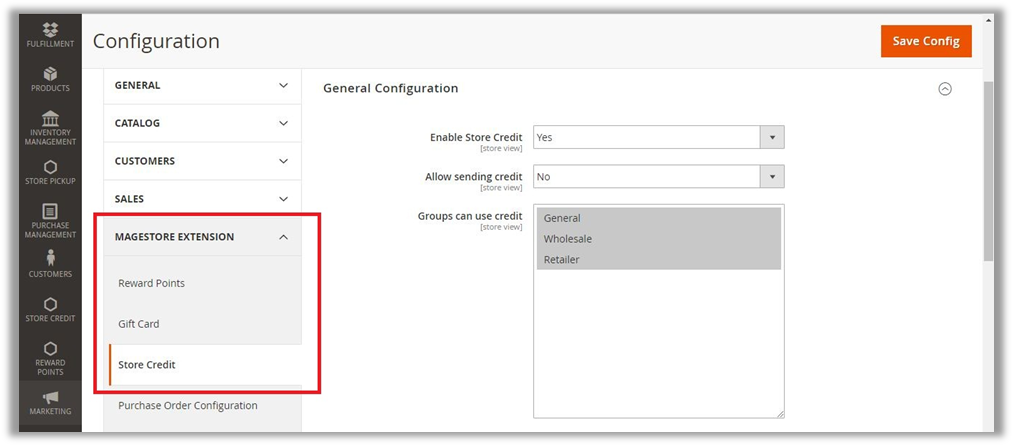 FULFILLMENT
PRODUCTS
INVENTORY
MANAGEMENT
STORE PICKUP
PURCHASE
MANAGEMENT
CUSTOMERS
STORE CREDIT
REWARD
POINTS
MARKETING
Configuration
Save Config
GENERAL
CATALOG
CUSTOMERS
SALES
MAGESTORE EXTENSION
Reward Points
Gift Card
Store Credit
Purchase Order Configuration
General Configuration
Enable Store Credit
[store view]
Yes
Allow sending credit
[store view]
No
Groups can use credit
[store view]
General
Wholesale
Retailer